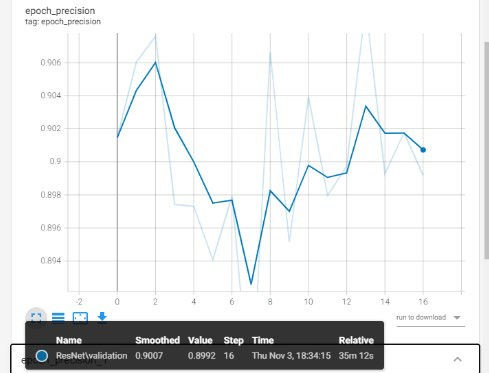 epoch_precision
tag: epoch_precision
0.906
0.904
0.902
0.9
0.898
0.896
0.894
-2 0 2 4 6 8 10 12 14 16
run to download
Name Smoothed Value Step Time Relative
ResNet\validation 0.9007 0.8992 16 Thu Nov 3, 18:34:15 35m 12s
epoch_precision_1